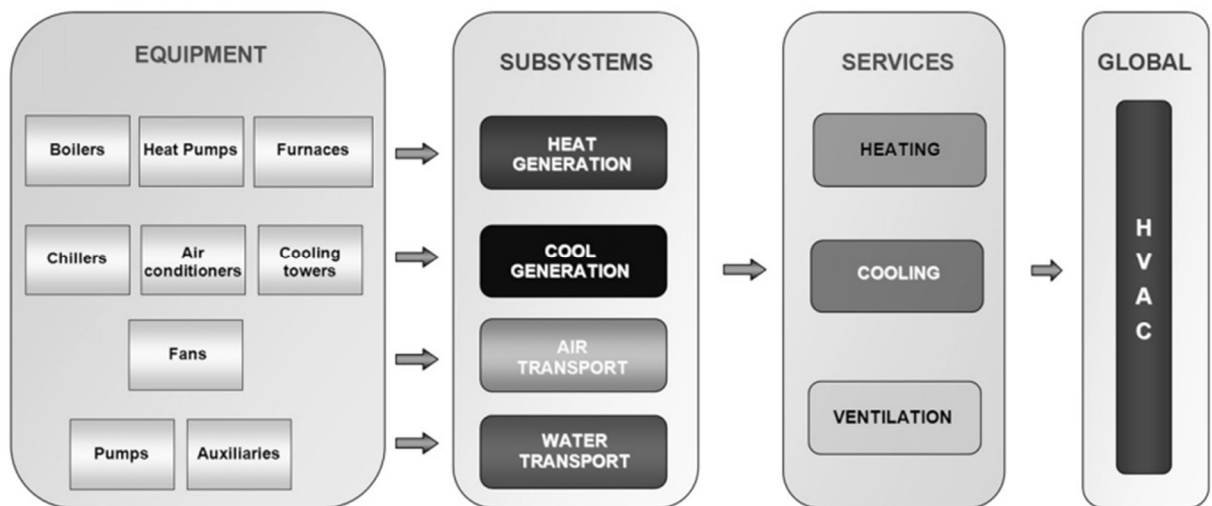 EQUIPMENT
Boilers
Heat Pumps
Furnaces
Chillers
Air
conditioners
Cooling
towers
Fans
Pumps
Auxiliaries
SUBSYSTEMS
HEAT
GENERATION
COOL
GENERATION
AIR
TRANSPORT
WATER
TRANSPORT
SERVICES
HEATING
COOLING
VENTILATION
GLOBAL
H
V
A
C